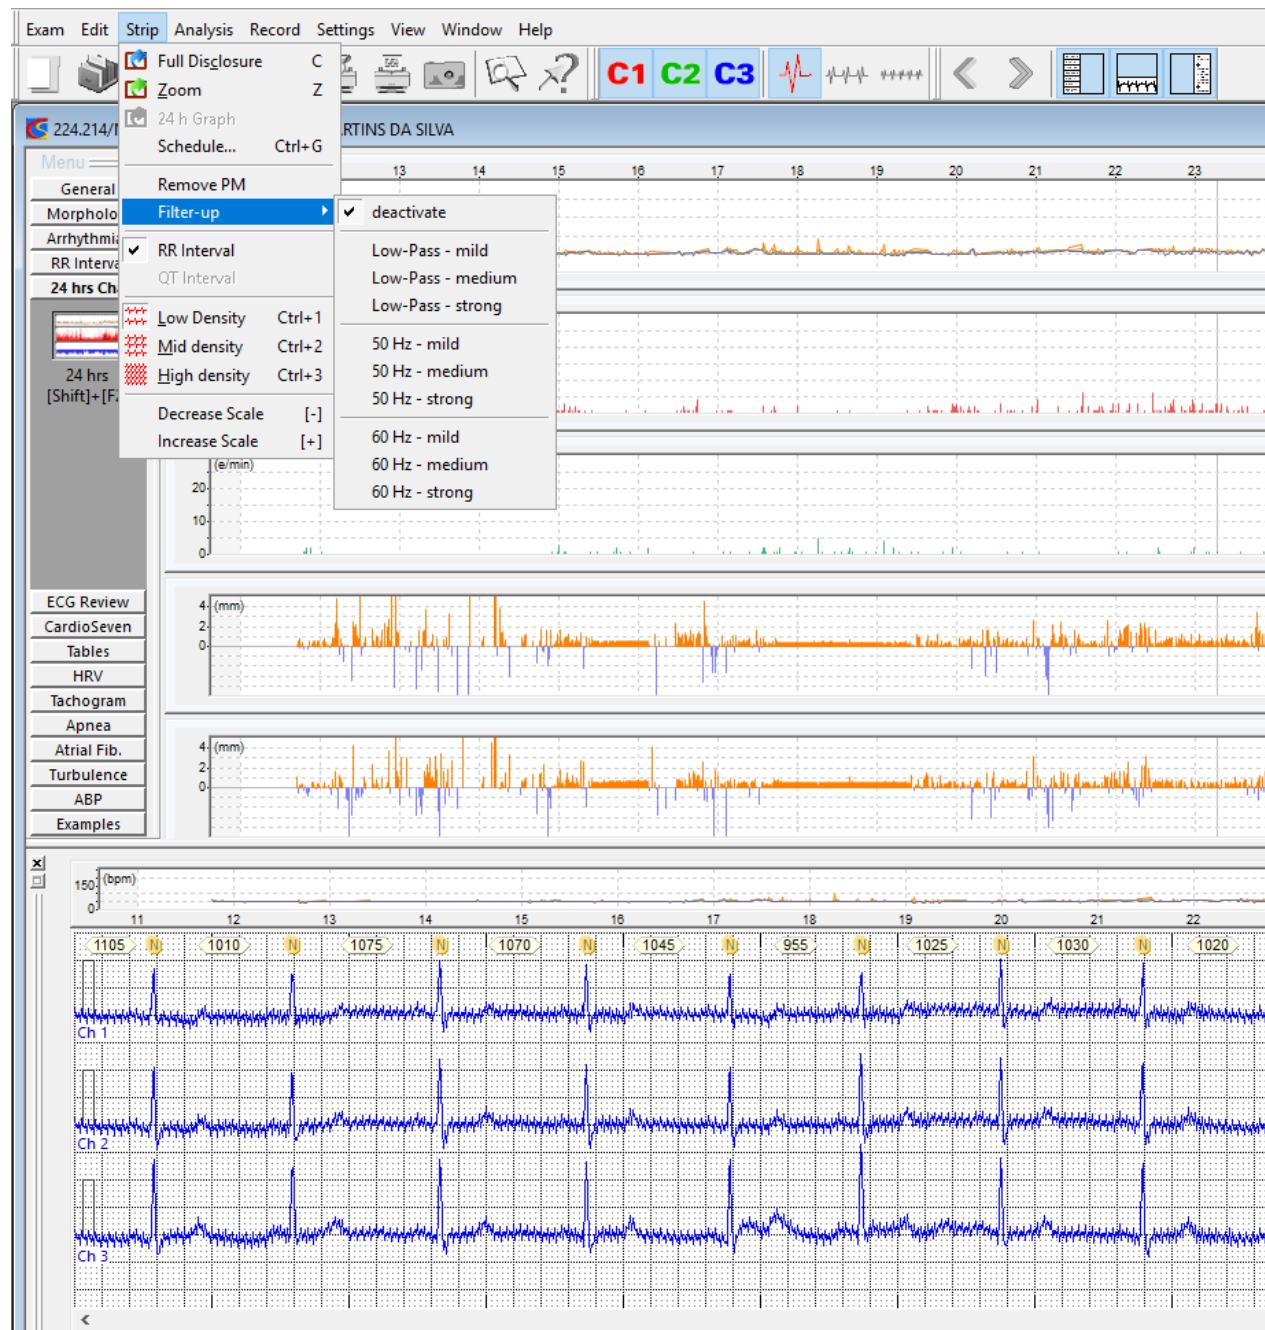 Exam Edit Strip Analysis Record Settings View Window Help
Full Disclosure C
Zoom Z
24 h Graph
Schedule... Ctrl+G
Remove PM
Filter-up
RR Interval
QT Interval
Low Density Ctrl+1
Mid density Ctrl+2
High density Ctrl+3
Decrease Scale [-]
Increase Scale [+]
deactivate
Low-Pass - mild
Low-Pass - medium
Low-Pass - strong
50 Hz - mild
50 Hz - medium
50 Hz - strong
60 Hz - mild
60 Hz - medium
60 Hz - strong
C1 C2 C3
224.214/ RTINS DA SILVA
Menu
General
Morpholo
Arrhythmi
RR Interva
24 hrs Ch
24 hrs
[Shift]+[F
ECG Review
CardioSeven
Tables
HRV
Tachogram
Apnea
Atrial Fib.
Turbulence
ABP
Examples
13 14 15 16 17 18 19 20 21 22 23
(e/min)
20
10
0
4 (mm)
2
0
4 (mm)
2
0
150 (bpm)
0
11 12 13 14 15 16 17 18 19 20 21 22
1105 N 1010 N 1075 N 1070 N 1045 N 955 N 1025 N 1030 N 1020
Ch 1
Ch 2
Ch 3